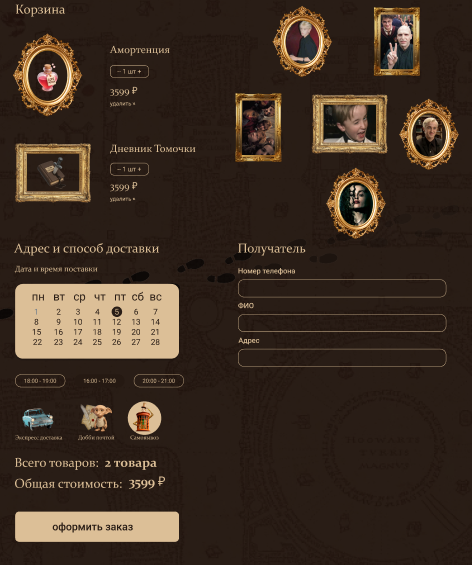 Корзина
Амортенция
– 1 шт +
3599 ₽
удалить ×
Дневник Томочки
– 1 шт +
3599 ₽
удалить ×
Адрес и способ доставки
Дата и время поставки
пн вт ср чт пт сб вс
1 2 3 4 5 6 7
8 9 10 11 12 13 14
15 16 17 18 19 20 21
22 23 24 25 26 27 28
18:00 - 19:00 16:00 - 17:00 20:00 - 21:00
Экспресс доставка Добби почтой Самовывоз
Всего товаров: 2 товара
Общая стоимость: 3599 ₽
оформить заказ
Получатель
Номер телефона
ФИО
Адрес